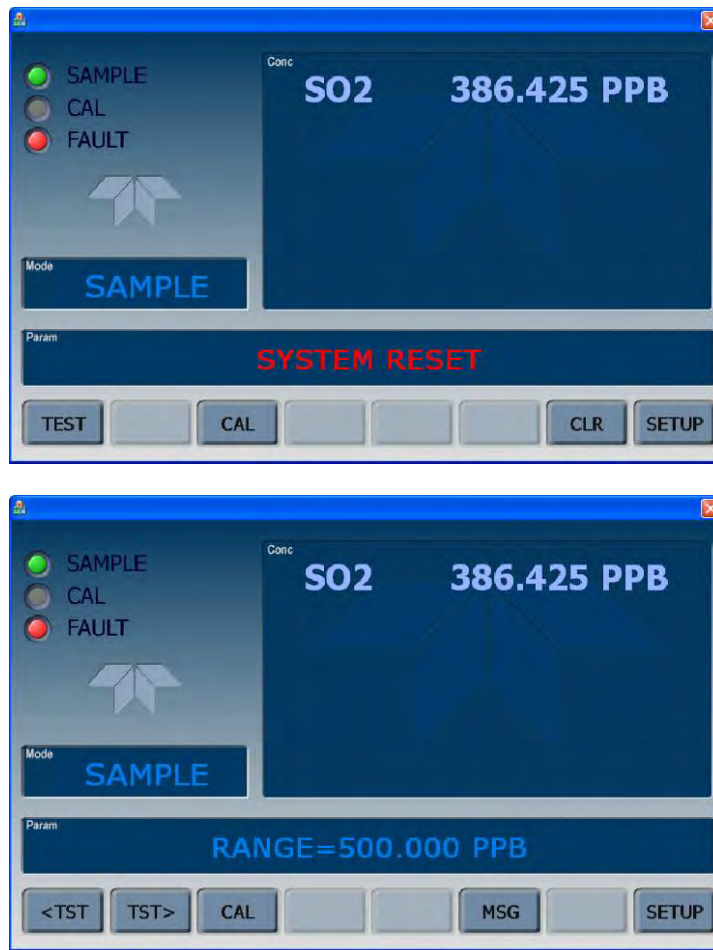 SAMPLE
CAL
FAULT
Conc
SO2 386.425 PPB
Mode
SAMPLE
Param
SYSTEM RESET
TEST CAL CLR SETUP
SAMPLE
CAL
FAULT
Conc
SO2 386.425 PPB
Mode
SAMPLE
Param
RANGE=500.000 PPB
<TST TST> CAL MSG SETUP